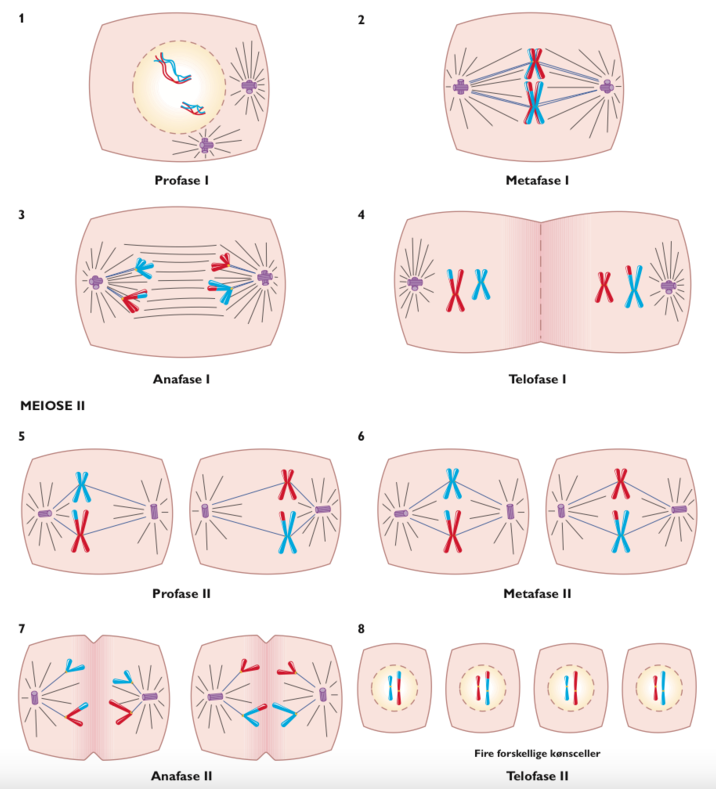 1
2
Profase I
Metafase I
3
4
Anafase I
Telofase I
MEIOSE II
5
6
Profase II
Metafase II
7
8
Fire forskellige kønsceller
Anafase II
Telofase II